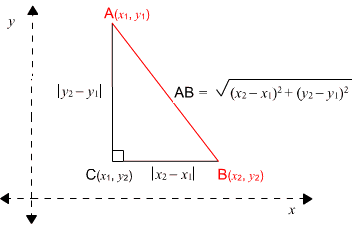 A(x₁, y₁)
y
|y₂ − y₁|
AB = √(x₂ − x₁)² + (y₂ − y₁)²
C(x₁, y₂)
|x₂ − x₁|
B(x₂, y₂)
x